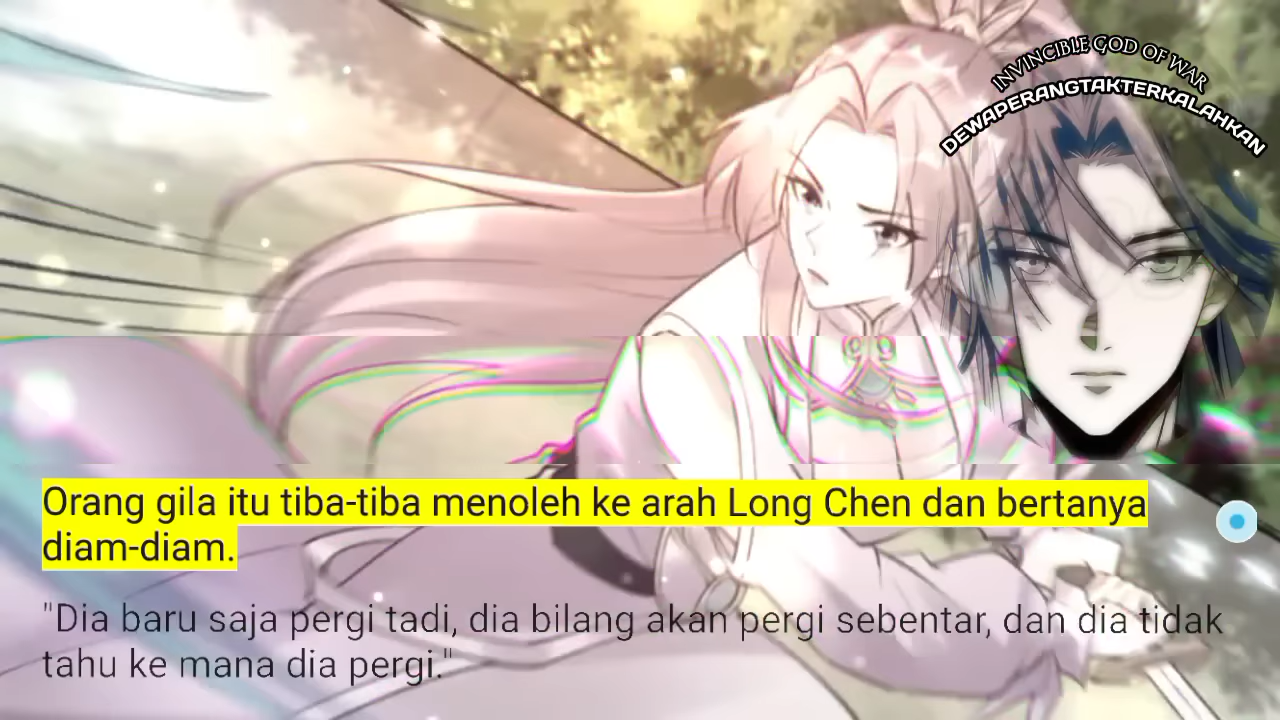 INVINCIBLE GOD OF WAR
DEWAPERANGTAKTERKALAHKAN
Orang gila itu tiba-tiba menoleh ke arah Long Chen dan bertanya
diam-diam.
"Dia baru saja pergi tadi, dia bilang akan pergi sebentar, dan dia tidak
tahu ke mana dia pergi."